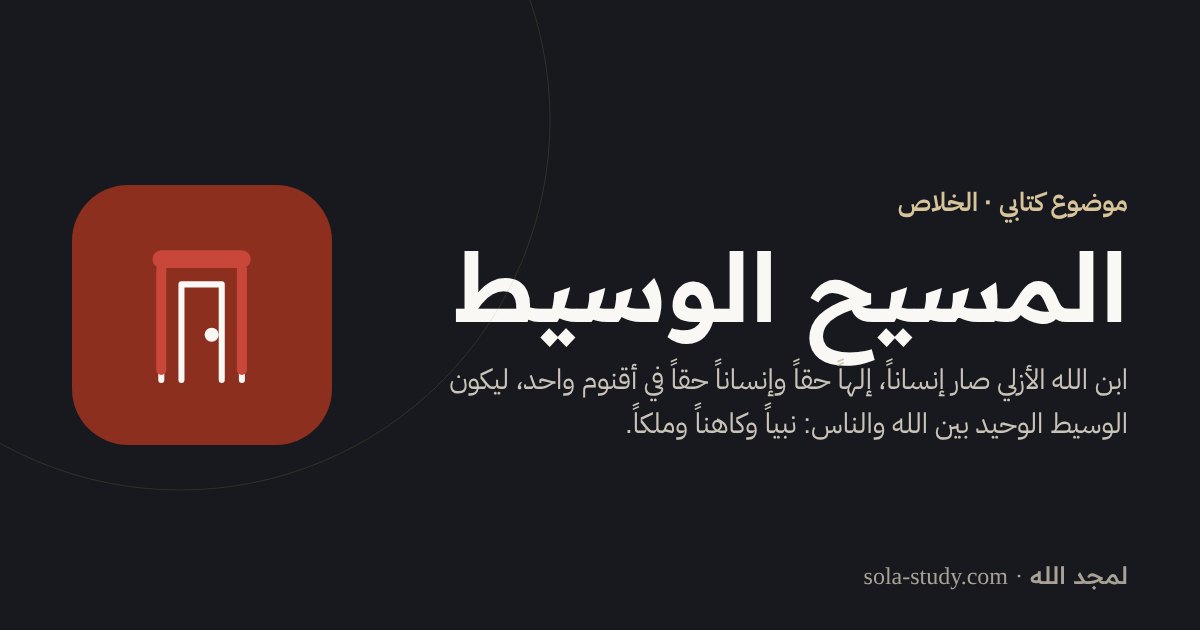 موضوع كتابي · الخلاص
المسيح الوسيط
ابن الله الأزلي صار إنساناً، إلهاً حقاً وإنساناً حقاً في أقنوم واحد، ليكون
الوسيط الوحيد بين الله والناس: نبياً وكاهناً وملكاً.
لمجد الله · sola-study.com